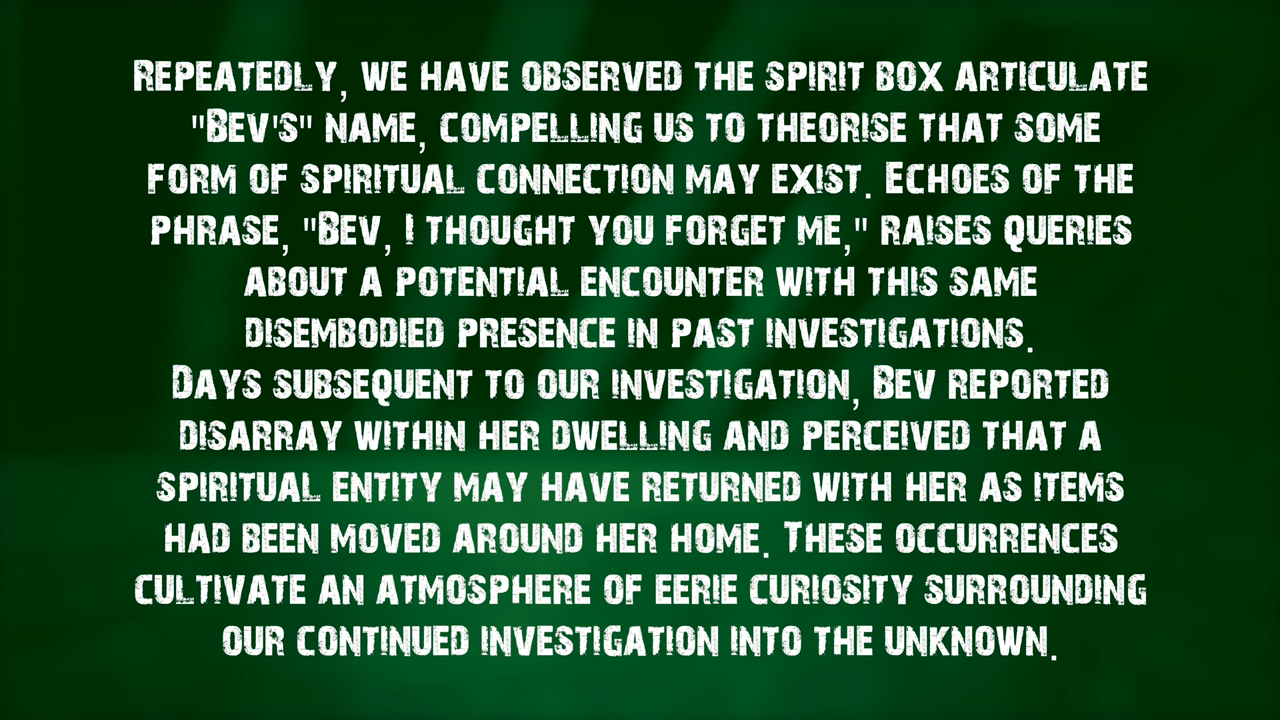 Repeatedly, we have observed the spirit box articulate
"Bev's" name, compelling us to theorise that some
form of spiritual connection may exist. Echoes of the
phrase, "Bev, I thought you forget me," raises queries
about a potential encounter with this same
disembodied presence in past investigations.
Days subsequent to our investigation, Bev reported
disarray within her dwelling and perceived that a
spiritual entity may have returned with her as items
had been moved around her home. These occurrences
cultivate an atmosphere of eerie curiosity surrounding
our continued investigation into the unknown.